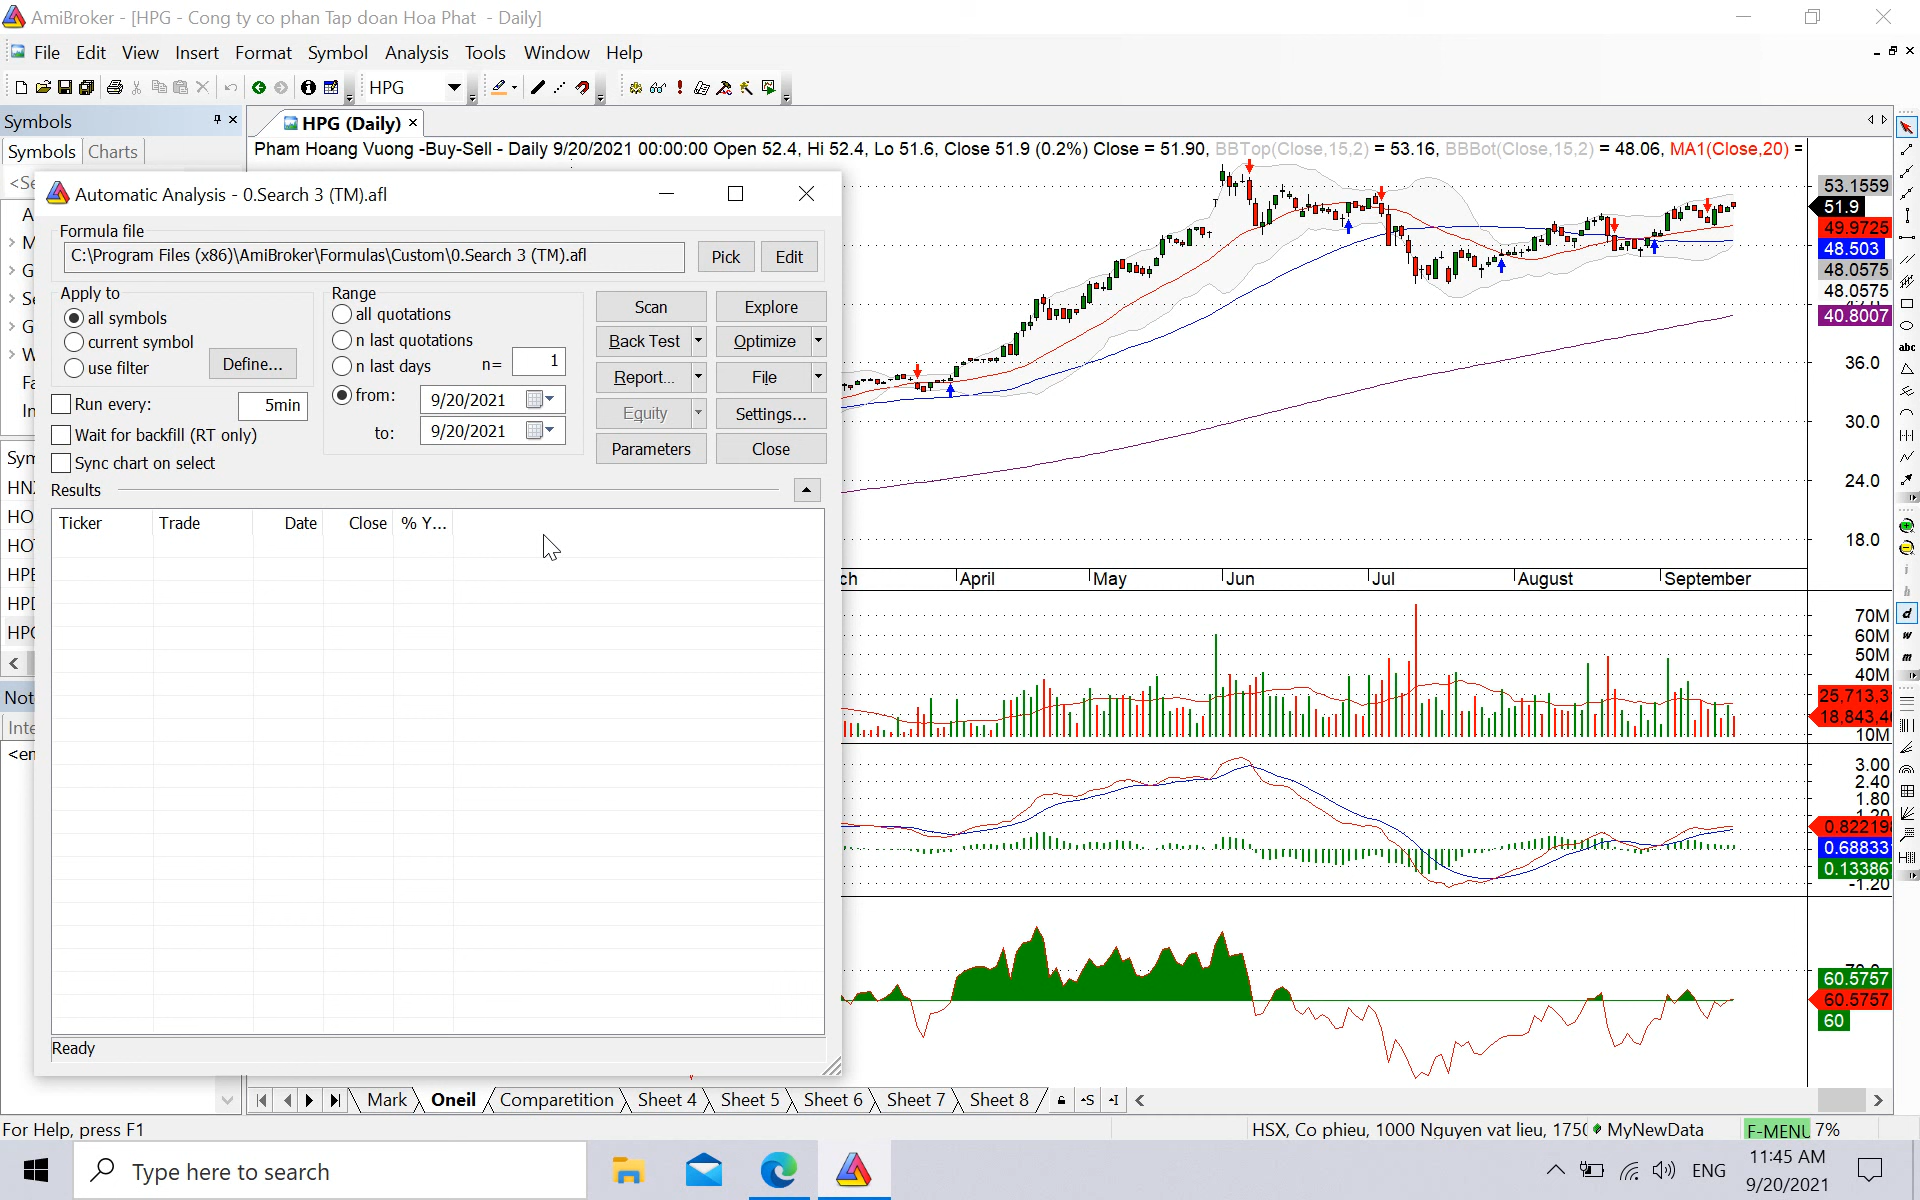 AmiBroker - [HPG - Cong ty co phan Tap doan Hoa Phat - Daily]
File Edit View Insert Format Symbol Analysis Tools Window Help
HPG
Symbols
HPG (Daily)
Symbols Charts
Pham Hoang Vuong -Buy-Sell - Daily 9/20/2021 00:00:00 Open 52.4, Hi 52.4, Lo 51.6, Close 51.9 (0.2%) Close = 51.90, BBTop(Close,15,2) = 53.16, BBBot(Close,15,2) = 48.06, MA1(Close,20) =
Automatic Analysis - 0.Search 3 (TM).afl
Formula file
C:\Program Files (x86)\AmiBroker\Formulas\Custom\0.Search 3 (TM).afl
Pick Edit
Apply to
all symbols
current symbol
use filter
Define...
Range
all quotations
n last quotations
n last days n= 1
from: 9/20/2021
to: 9/20/2021
Scan Explore
Back Test Optimize
Report... File
Equity Settings...
Parameters Close
Run every: 5min
Wait for backfill (RT only)
Sync chart on select
Results
Ticker Trade Date Close % Y...
Ready
53.1559
51.9
49.9725
48.503
48.0575
48.0575
40.8007
36.0
30.0
24.0
18.0
April May Jun Jul August September
70M
60M
50M
40M
25,713,3
18,843,4
10M
3.00
2.40
1.80
0.82219
0.68833
0.13386
-1.20
60.5757
60.5757
60
abc
d
w
m
Mark Oneil Comparetition Sheet 4 Sheet 5 Sheet 6 Sheet 7 Sheet 8
For Help, press F1
HSX, Co phieu, 1000 Nguyen vat lieu, 175
MyNewData
F-MENU 7%
Type here to search
ENG
11:45 AM
9/20/2021